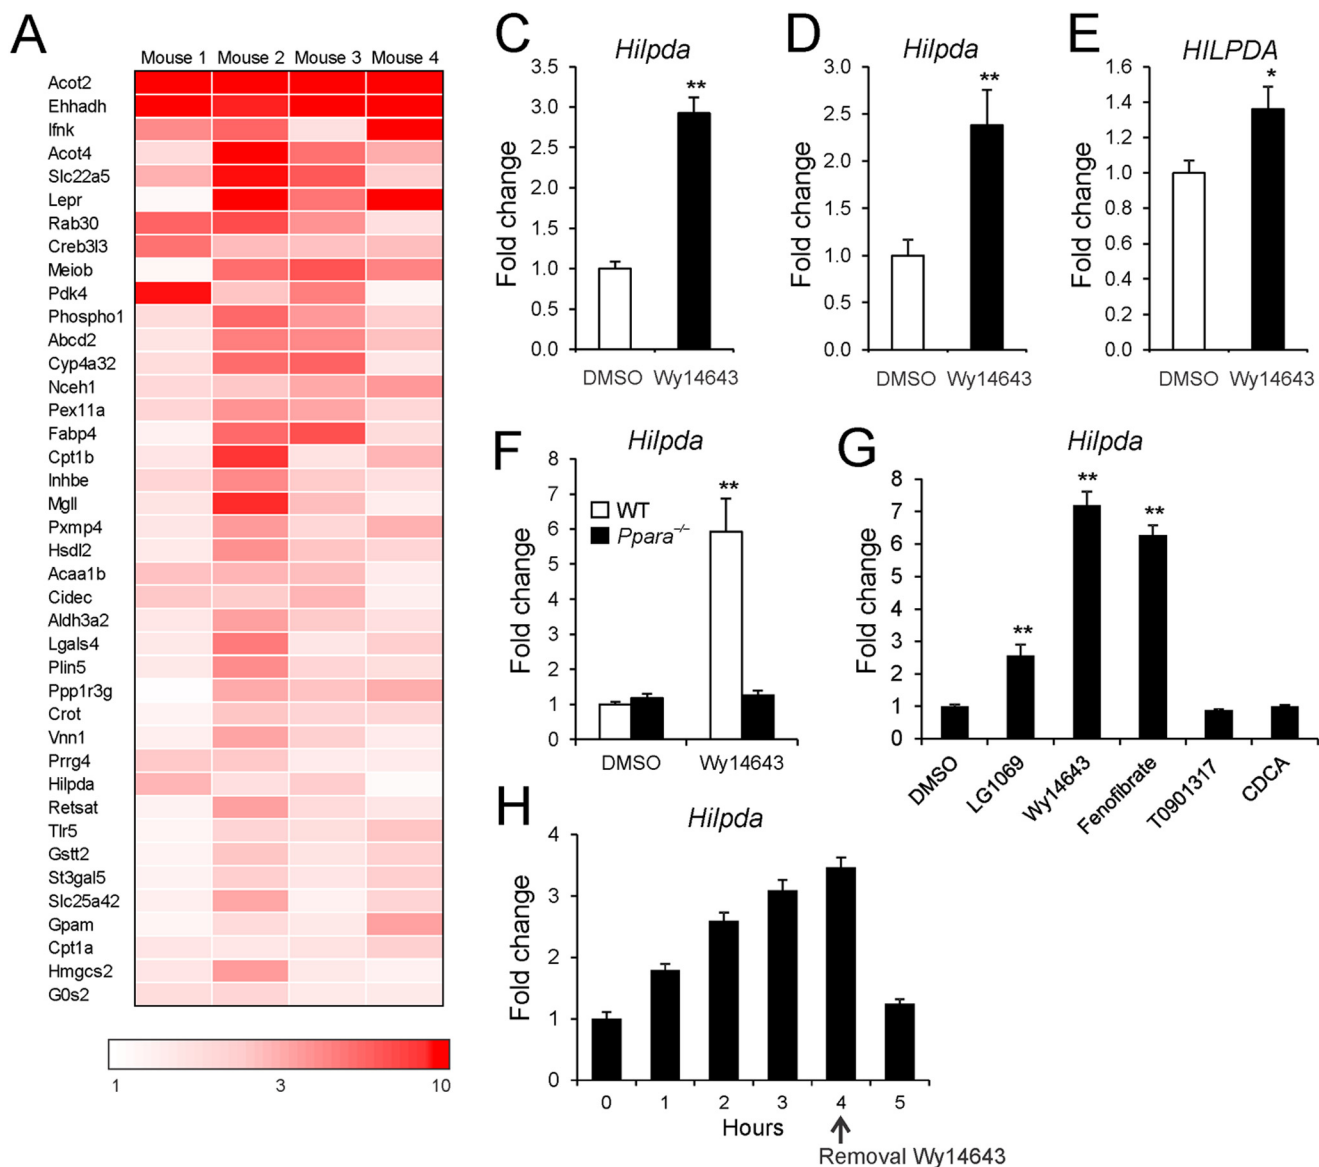 A
Mouse 1 Mouse 2 Mouse 3 Mouse 4
Acot2
Ehhadh
Ifnk
Acot4
Slc22a5
Lepr
Rab30
Creb3l3
Meiob
Pdk4
Phospho1
Abcd2
Cyp4a32
Nceh1
Pex11a
Fabp4
Cpt1b
Inhbe
Mgll
Pxmp4
Hsdl2
Acaa1b
Cidec
Aldh3a2
Lgals4
Plin5
Ppp1r3g
Crot
Vnn1
Prrg4
Hilpda
Retsat
Tlr5
Gstt2
St3gal5
Slc25a42
Gpam
Cpt1a
Hmgcs2
G0s2
1 3 10
C
Hilpda
Fold change
3.5
3.0
2.5
2.0
1.5
1.0
0.5
0.0
**
DMSO Wy14643
D
Hilpda
Fold change
3.0
2.5
2.0
1.5
1.0
0.5
0.0
**
DMSO Wy14643
E
HILPDA
Fold change
1.6
1.4
1.2
1.0
0.8
0.6
0.4
0.2
0.0
*
DMSO Wy14643
F
Hilpda
Fold change
8
7
6
5
4
3
2
1
0
WT
Ppara–/–
**
DMSO Wy14643
G
Hilpda
Fold change
8
7
6
5
4
3
2
1
0
**
**
**
DMSO
LG1069
Wy14643
Fenofibrate
T0901317
CDCA
H
Hilpda
Fold change
4
3
2
1
0
0 1 2 3 4 5
Hours
Removal Wy14643